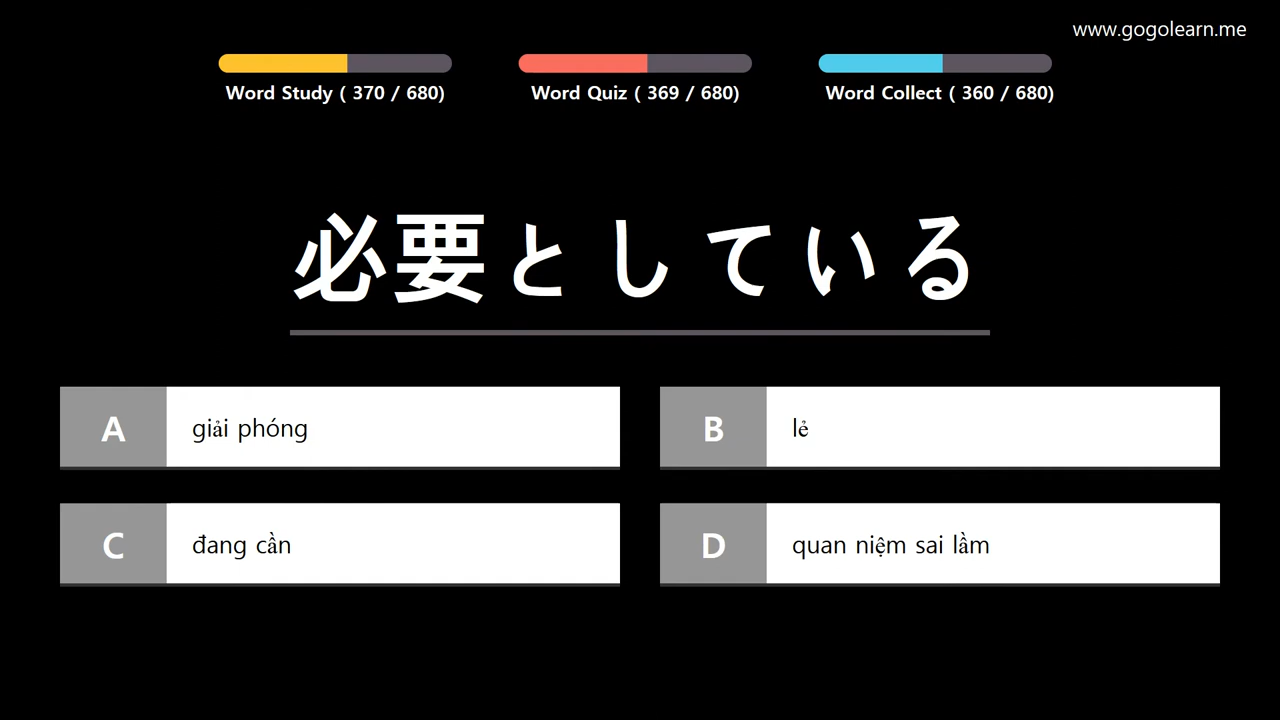 www.gogolearn.me
Word Study ( 370 / 680)
Word Quiz ( 369 / 680)
Word Collect ( 360 / 680)
必要としている
A
giải phóng
B
lẻ
C
đang cần
D
quan niệm sai lầm